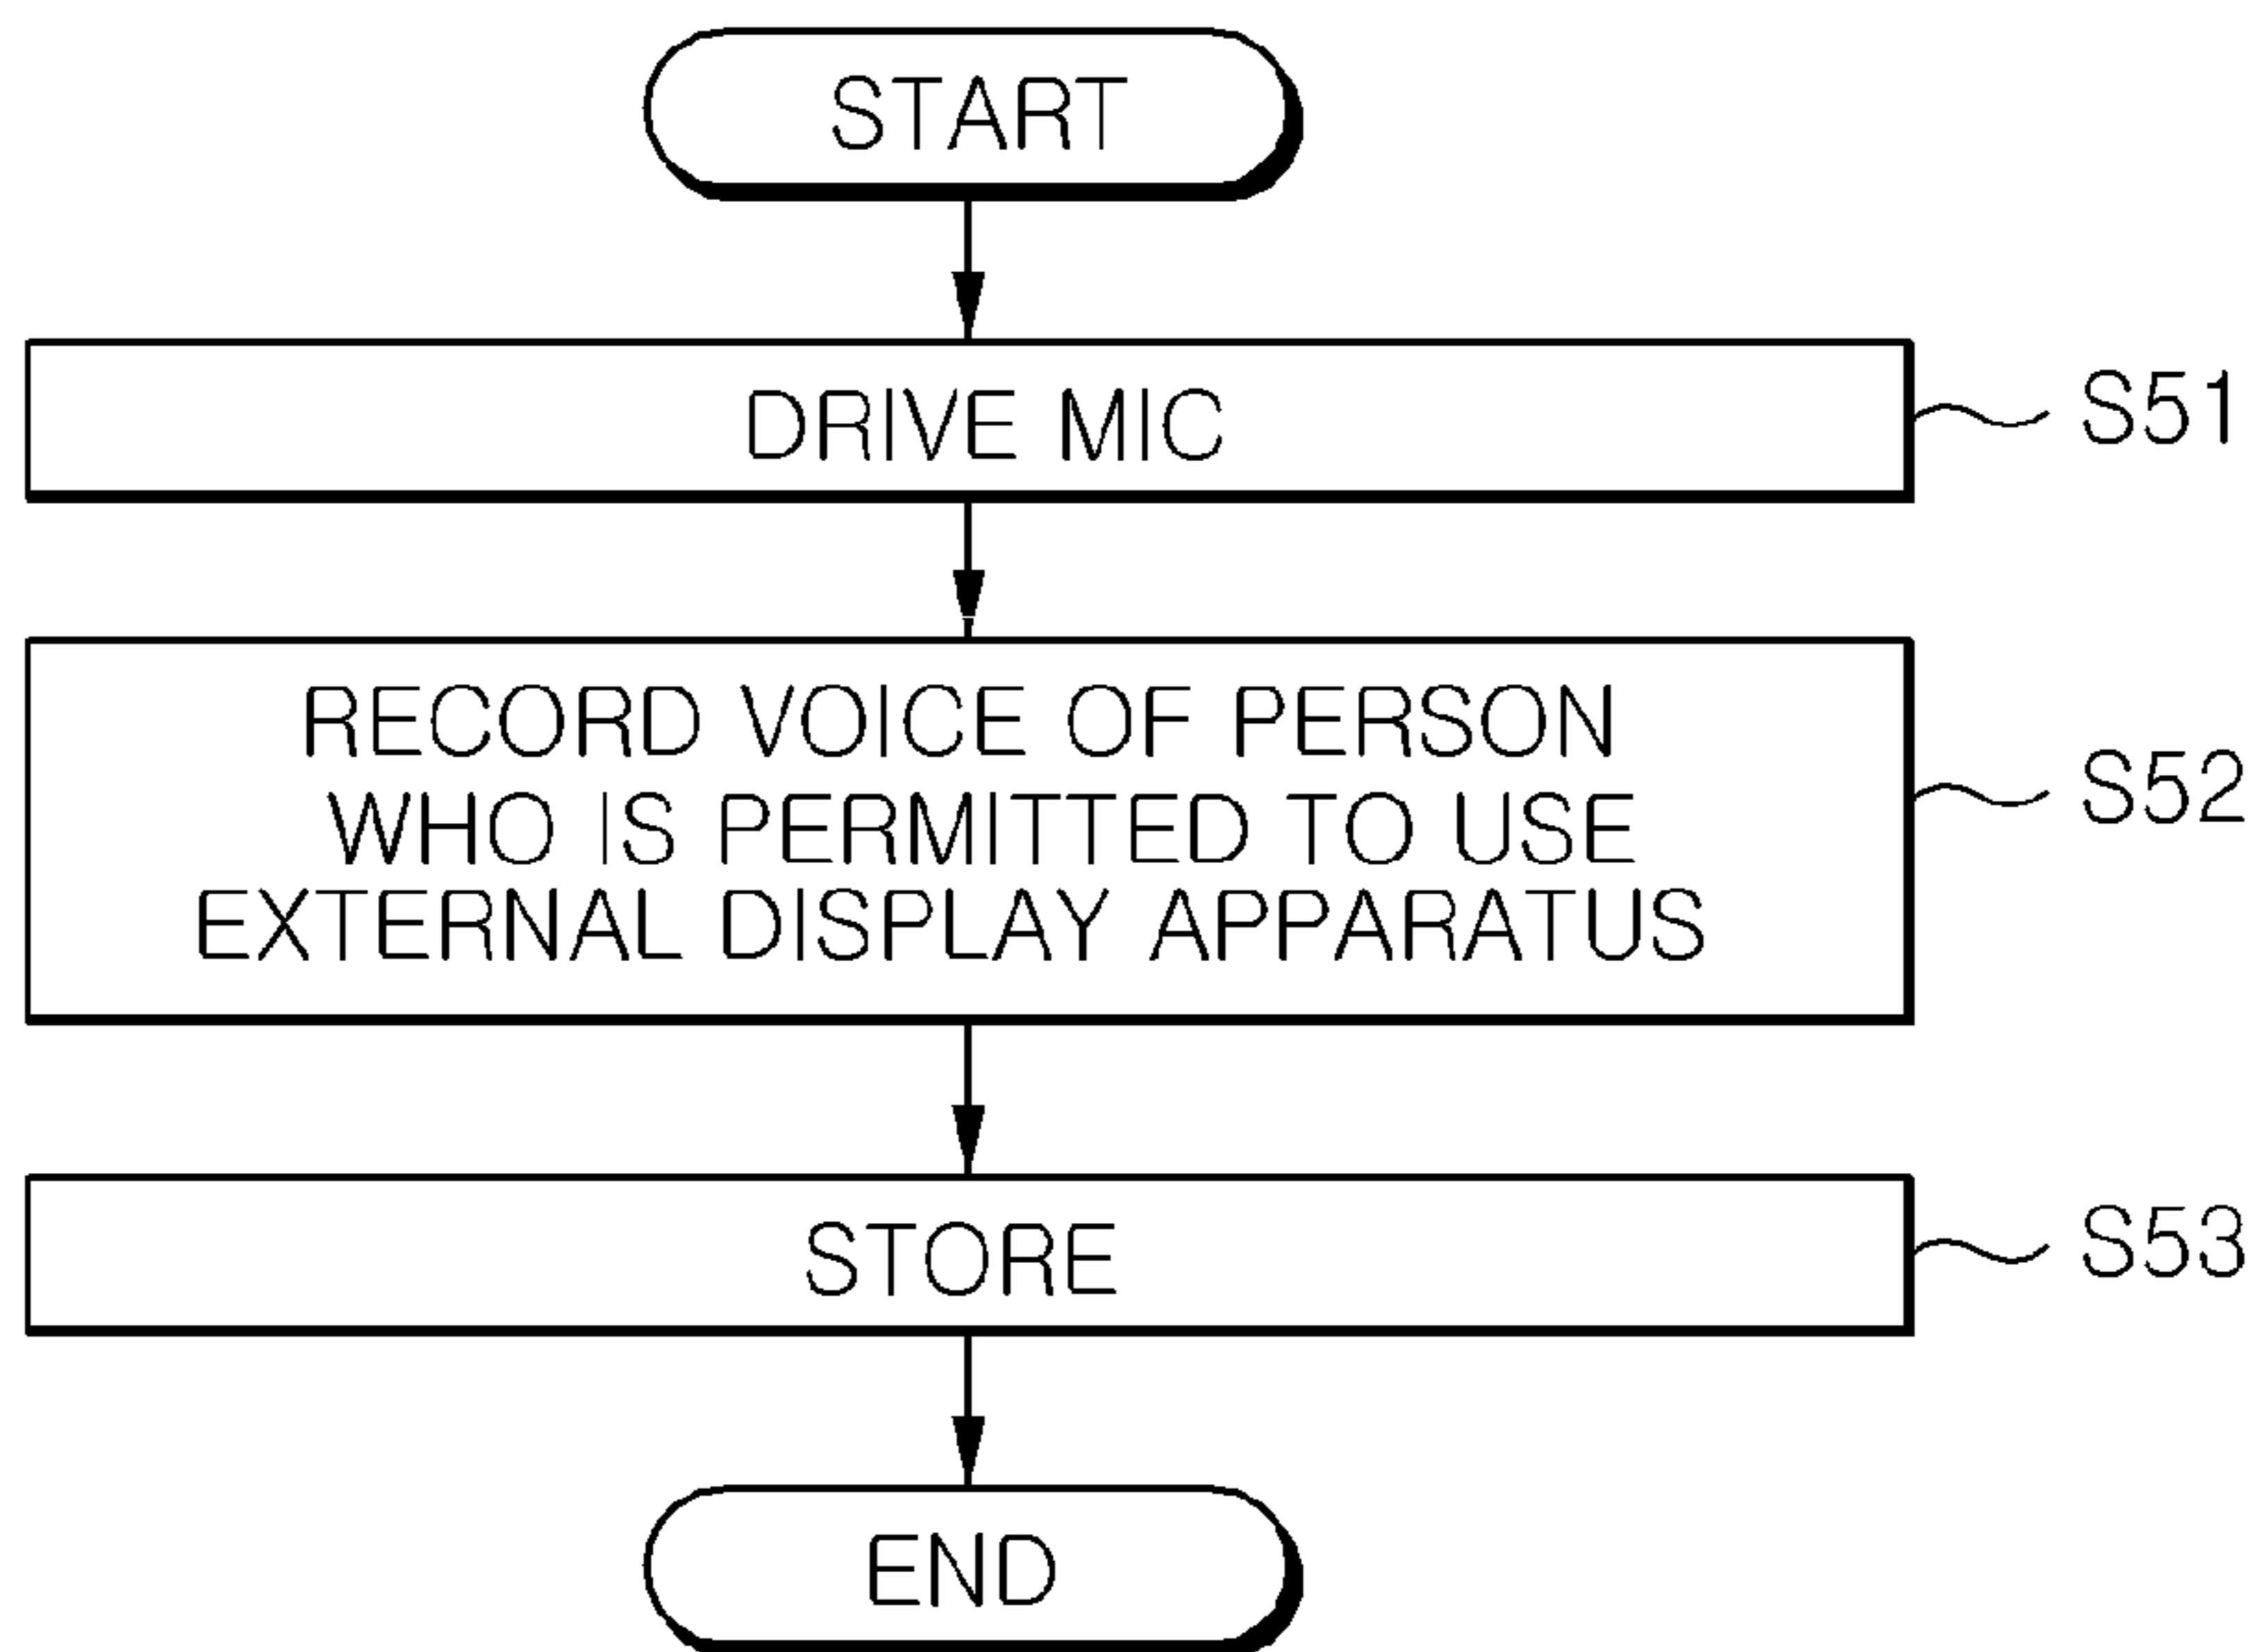 START
DRIVE MIC
S51
RECORD VOICE OF PERSON
WHO IS PERMITTED TO USE
EXTERNAL DISPLAY APPARATUS
S52
STORE
S53
END